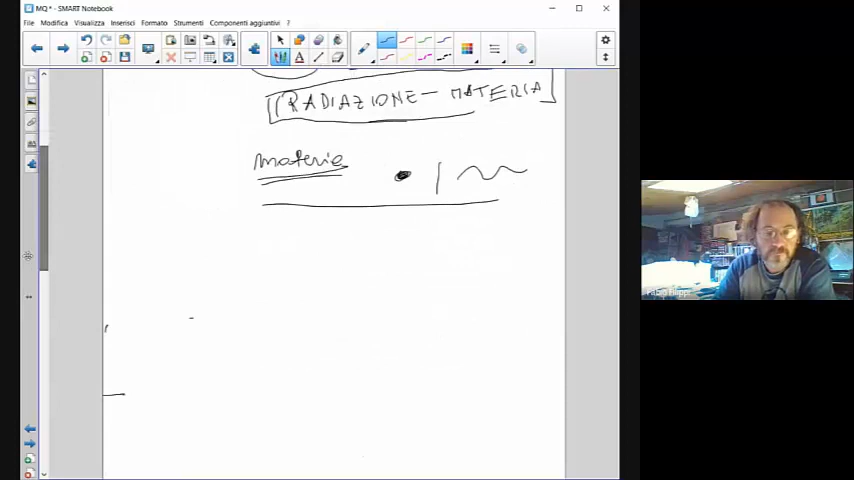 MQ * - SMART Notebook
File Modifica Visualizza Inserisci Formato Strumenti Componenti aggiuntivi ?
RADIAZIONE - MATERIA
materia